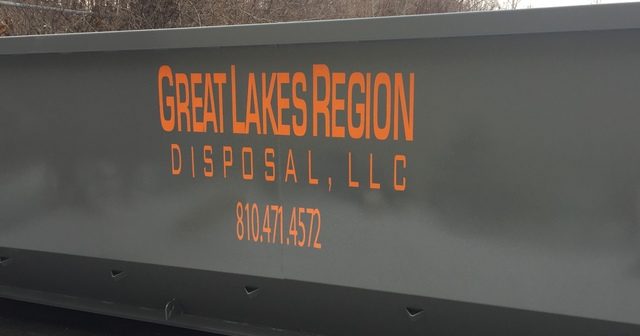 GREAT LAKES REGION
DISPOSAL, LLC
810.471.4572